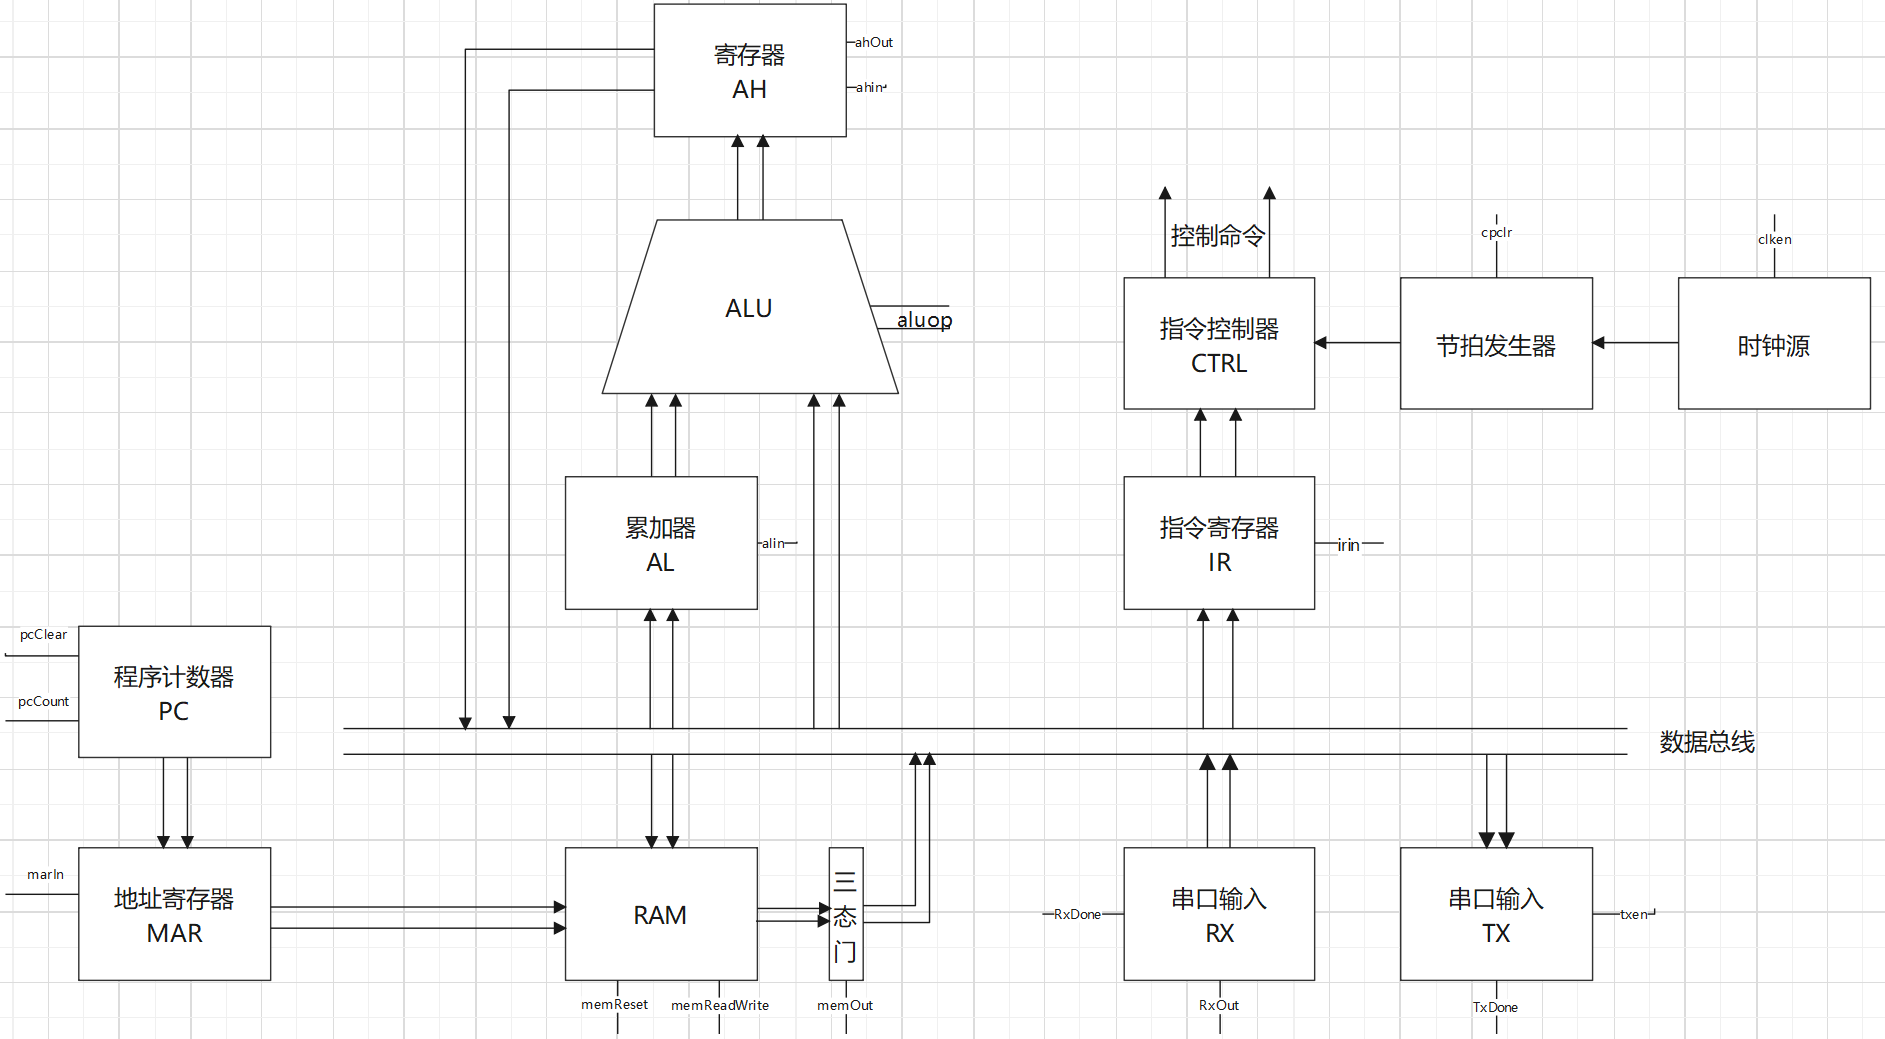 寄存器
AH
ahOut
ahin
控制命令
cpclr
clken
ALU
aluop
指令控制器
CTRL
节拍发生器
时钟源
累加器
AL
alin
指令寄存器
IR
irin
pcClear
程序计数器
PC
pcCount
数据总线
marIn
地址寄存器
MAR
RAM
三
态
门
RxDone
串口输入
RX
串口输入
TX
txen
memReset
memReadWrite
memOut
RxOut
TxDone